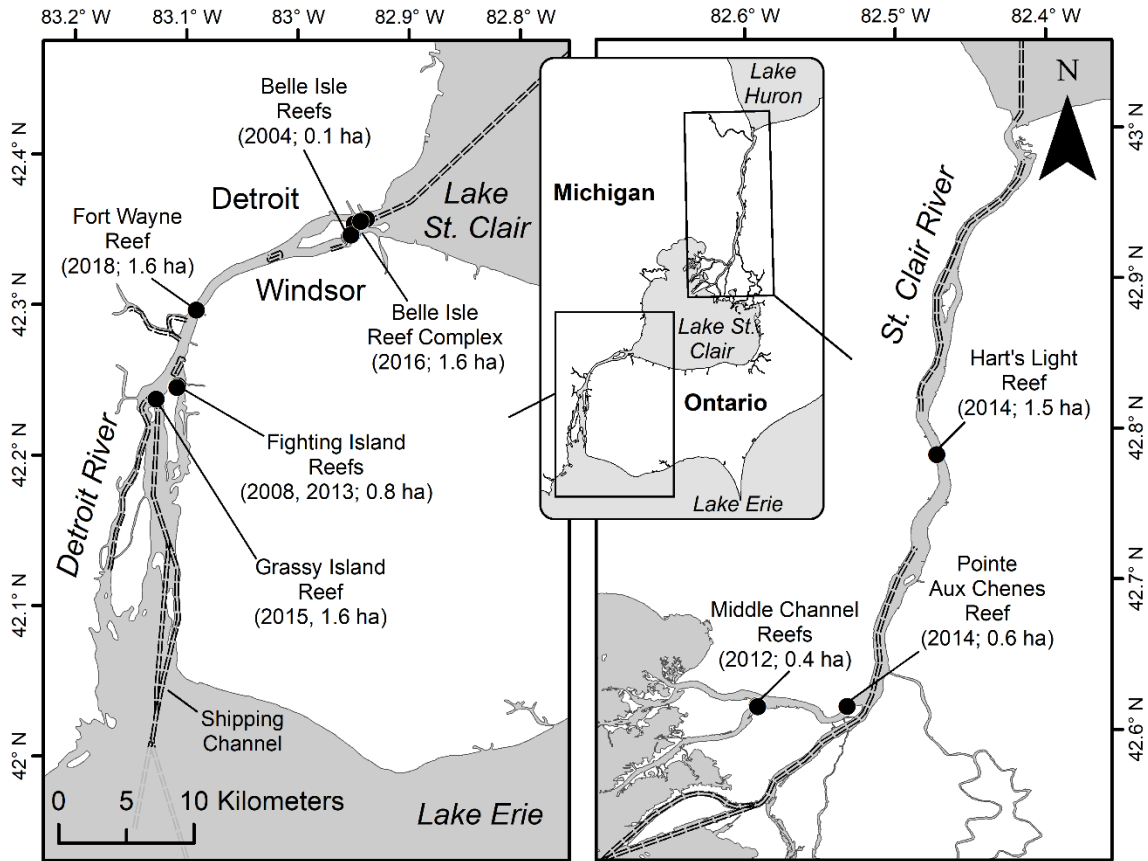 83.2° W
83.1° W
83° W
82.9° W
82.8° W
42.4° N
42.3° N
42.2° N
42.1° N
42° N
Belle Isle
Reefs
(2004; 0.1 ha)
Detroit
Lake
St. Clair
Fort Wayne
Reef
(2018; 1.6 ha)
Windsor
Belle Isle
Reef Complex
(2016; 1.6 ha)
Detroit River
Fighting Island
Reefs
(2008, 2013; 0.8 ha)
Grassy Island
Reef
(2015, 1.6 ha)
Shipping
Channel
0 5 10 Kilometers
Lake Erie
Lake
Huron
Michigan
Lake St.
Clair
Ontario
Lake Erie
82.6° W
82.5° W
82.4° W
N
43° N
42.9° N
42.8° N
42.7° N
42.6° N
St. Clair River
Hart's Light
Reef
(2014; 1.5 ha)
Pointe
Aux Chenes
Reef
(2014; 0.6 ha)
Middle Channel
Reefs
(2012; 0.4 ha)